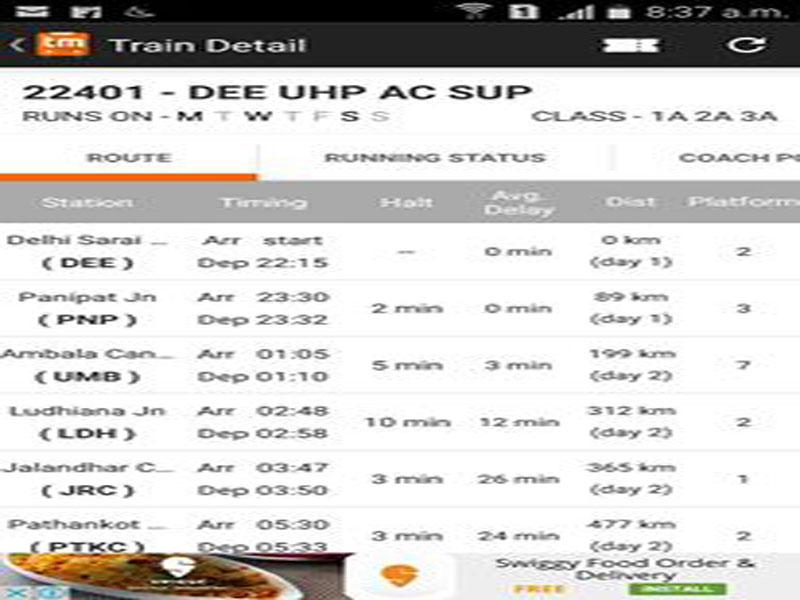 8:37 a.m.
tm Train Detail
22401 - DEE UHP AC SUP
RUNS ON - M T W T F S S CLASS - 1A 2A 3A
ROUTE RUNNING STATUS COACH PO
Station Timing Halt Avg. Delay Dist Platform
Delhi Sarai ... Arr start -- 0 min 0 km 2
( DEE ) Dep 22:15 (day 1)
Panipat Jn Arr 23:30 2 min 0 min 89 km 3
( PNP ) Dep 23:32 (day 1)
Ambala Can... Arr 01:05 5 min 3 min 199 km 7
( UMB ) Dep 01:10 (day 2)
Ludhiana Jn Arr 02:48 10 min 12 min 312 km 2
( LDH ) Dep 02:58 (day 2)
Jalandhar C... Arr 03:47 3 min 26 min 365 km 1
( JRC ) Dep 03:50 (day 2)
Pathankot ... Arr 05:30 3 min 24 min 477 km 2
( PTKC ) Dep 05:33 (day 2)
Swiggy Food Order &
Delivery
FREE INSTALL